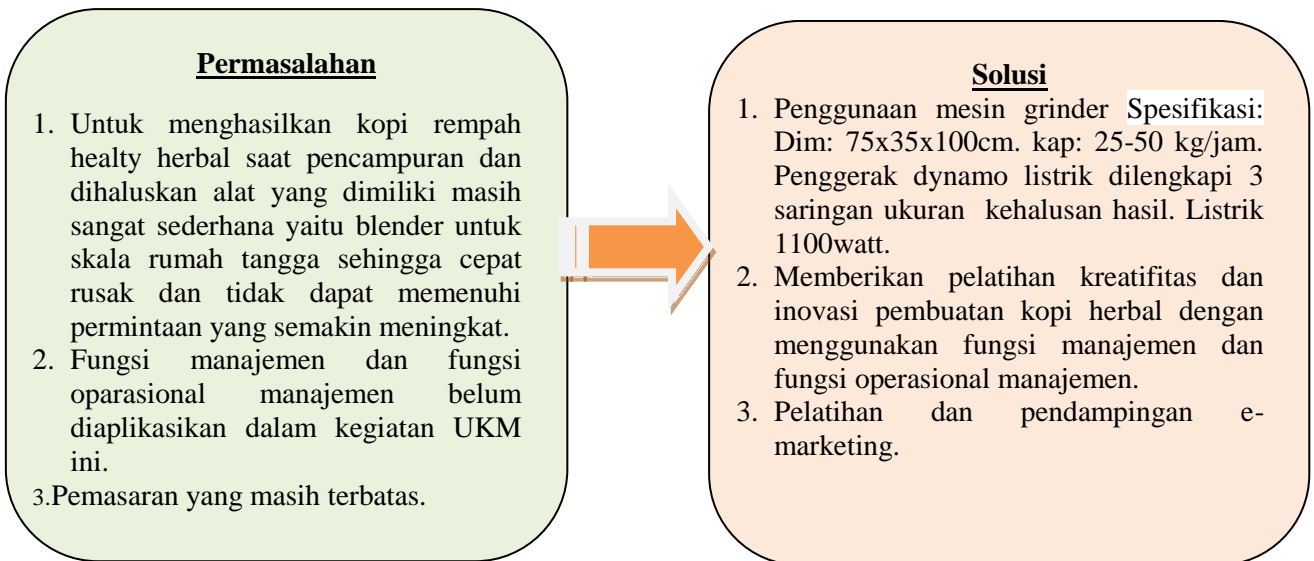 Permasalahan
1. Untuk menghasilkan kopi rempah
healty herbal saat pencampuran dan
dihaluskan alat yang dimiliki masih
sangat sederhana yaitu blender untuk
skala rumah tangga sehingga cepat
rusak dan tidak dapat memenuhi
permintaan yang semakin meningkat.
2. Fungsi manajemen dan fungsi
oparasional manajemen belum
diaplikasikan dalam kegiatan UKM
ini.
3.Pemasaran yang masih terbatas.
Solusi
1. Penggunaan mesin grinder Spesifikasi:
Dim: 75x35x100cm. kap: 25-50 kg/jam.
Penggerak dynamo listrik dilengkapi 3
saringan ukuran kehalusan hasil. Listrik
1100watt.
2. Memberikan pelatihan kreatifitas dan
inovasi pembuatan kopi herbal dengan
menggunakan fungsi manajemen dan
fungsi operasional manajemen.
3. Pelatihan dan pendampingan e-
marketing.